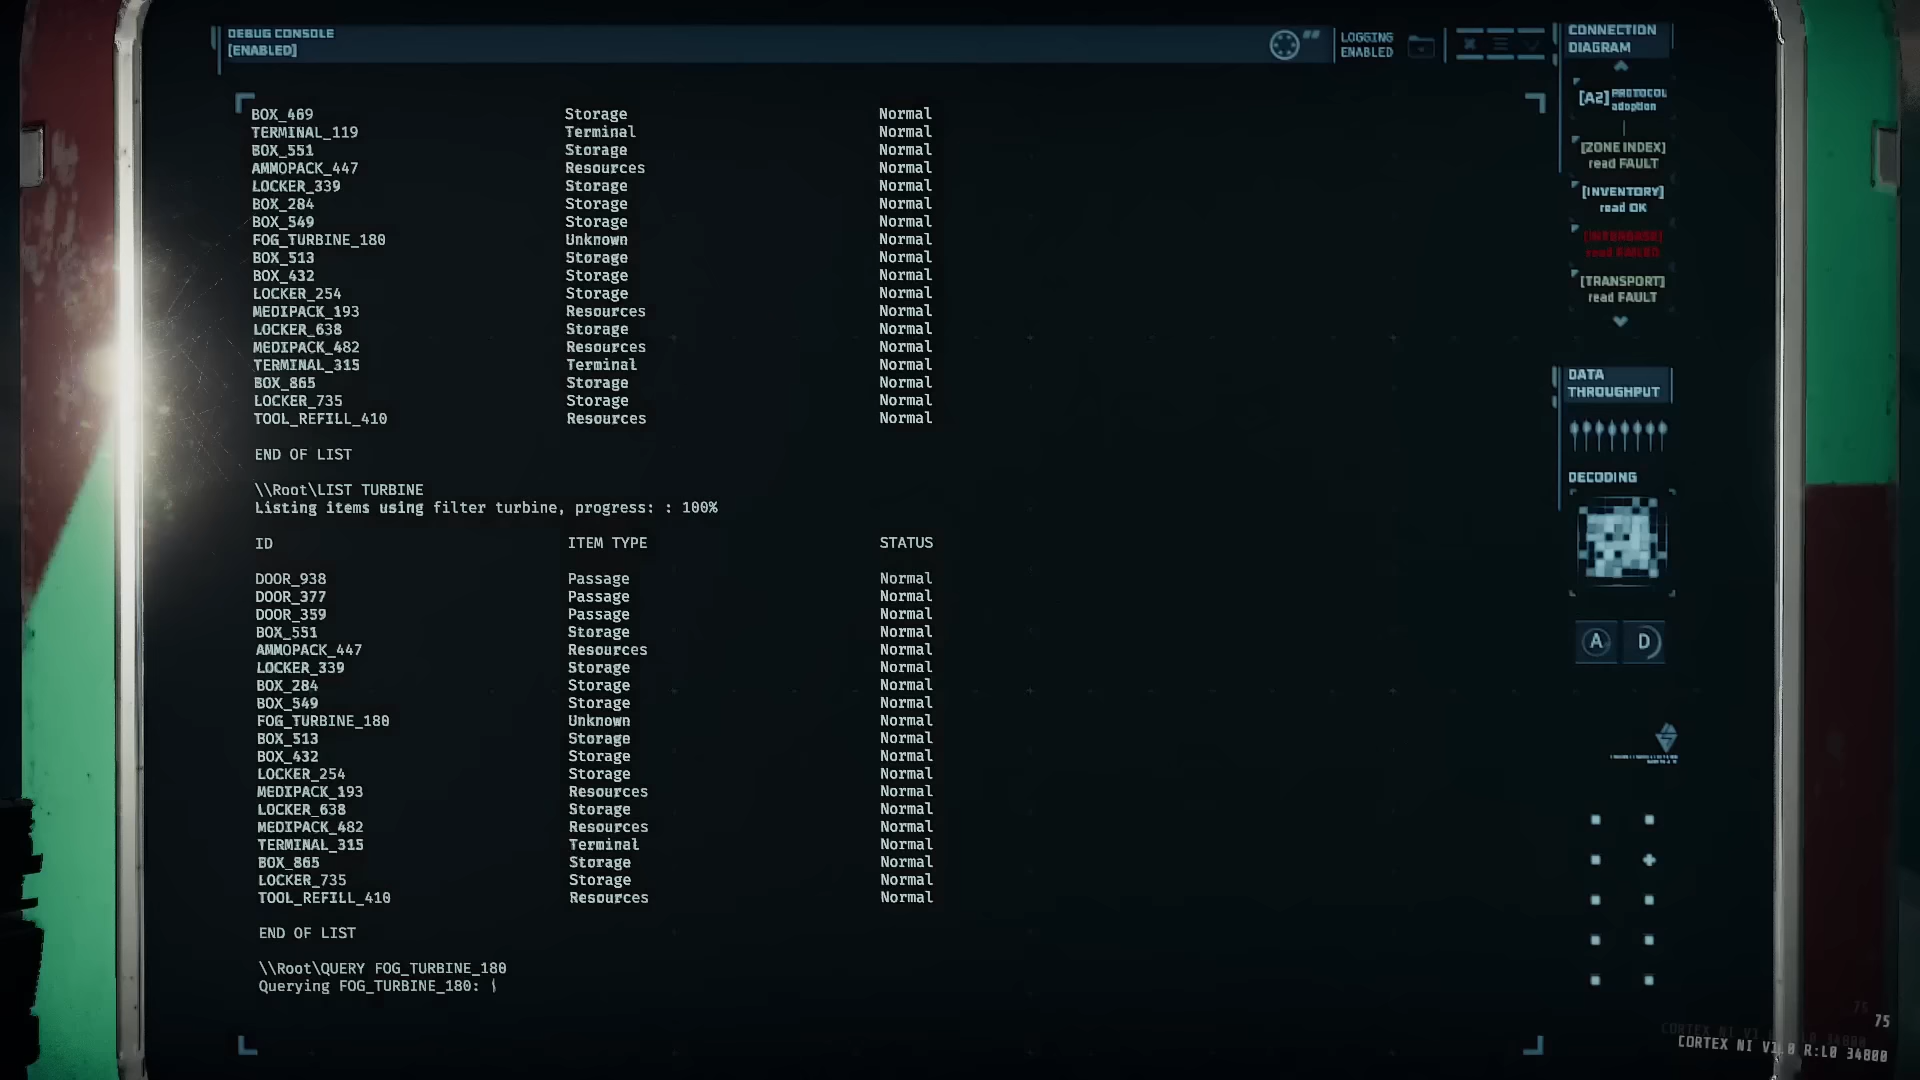 DEBUG CONSOLE
[ENABLED]
LOGGING
ENABLED
BOX_469 Storage Normal
TERMINAL_119 Terminal Normal
BOX_551 Storage Normal
AMMOPACK_447 Resources Normal
LOCKER_339 Storage Normal
BOX_284 Storage Normal
BOX_549 Storage Normal
FOG_TURBINE_180 Unknown Normal
BOX_513 Storage Normal
BOX_432 Storage Normal
LOCKER_254 Storage Normal
MEDIPACK_193 Resources Normal
LOCKER_638 Storage Normal
MEDIPACK_482 Resources Normal
TERMINAL_315 Terminal Normal
BOX_865 Storage Normal
LOCKER_735 Storage Normal
TOOL_REFILL_410 Resources Normal
END OF LIST
\\Root\LIST TURBINE
Listing items using filter turbine, progress: : 100%
ID ITEM TYPE STATUS
DOOR_938 Passage Normal
DOOR_377 Passage Normal
DOOR_359 Passage Normal
BOX_551 Storage Normal
AMMOPACK_447 Resources Normal
LOCKER_339 Storage Normal
BOX_284 Storage Normal
BOX_549 Storage Normal
FOG_TURBINE_180 Unknown Normal
BOX_513 Storage Normal
BOX_432 Storage Normal
LOCKER_254 Storage Normal
MEDIPACK_193 Resources Normal
LOCKER_638 Storage Normal
MEDIPACK_482 Resources Normal
TERMINAL_315 Terminal Normal
BOX_865 Storage Normal
LOCKER_735 Storage Normal
TOOL_REFILL_410 Resources Normal
END OF LIST
\\Root\QUERY FOG_TURBINE_180
Querying FOG_TURBINE_180: \
CONNECTION
DIAGRAM
[A2] PROTOCOL
adoption
[ZONE INDEX]
read FAULT
[INVENTORY]
read OK
[TRANSPORT]
read FAULT
DATA
THROUGHPUT
DECODING
A D
75
CORTEX NI V1.0 R:L0 34800